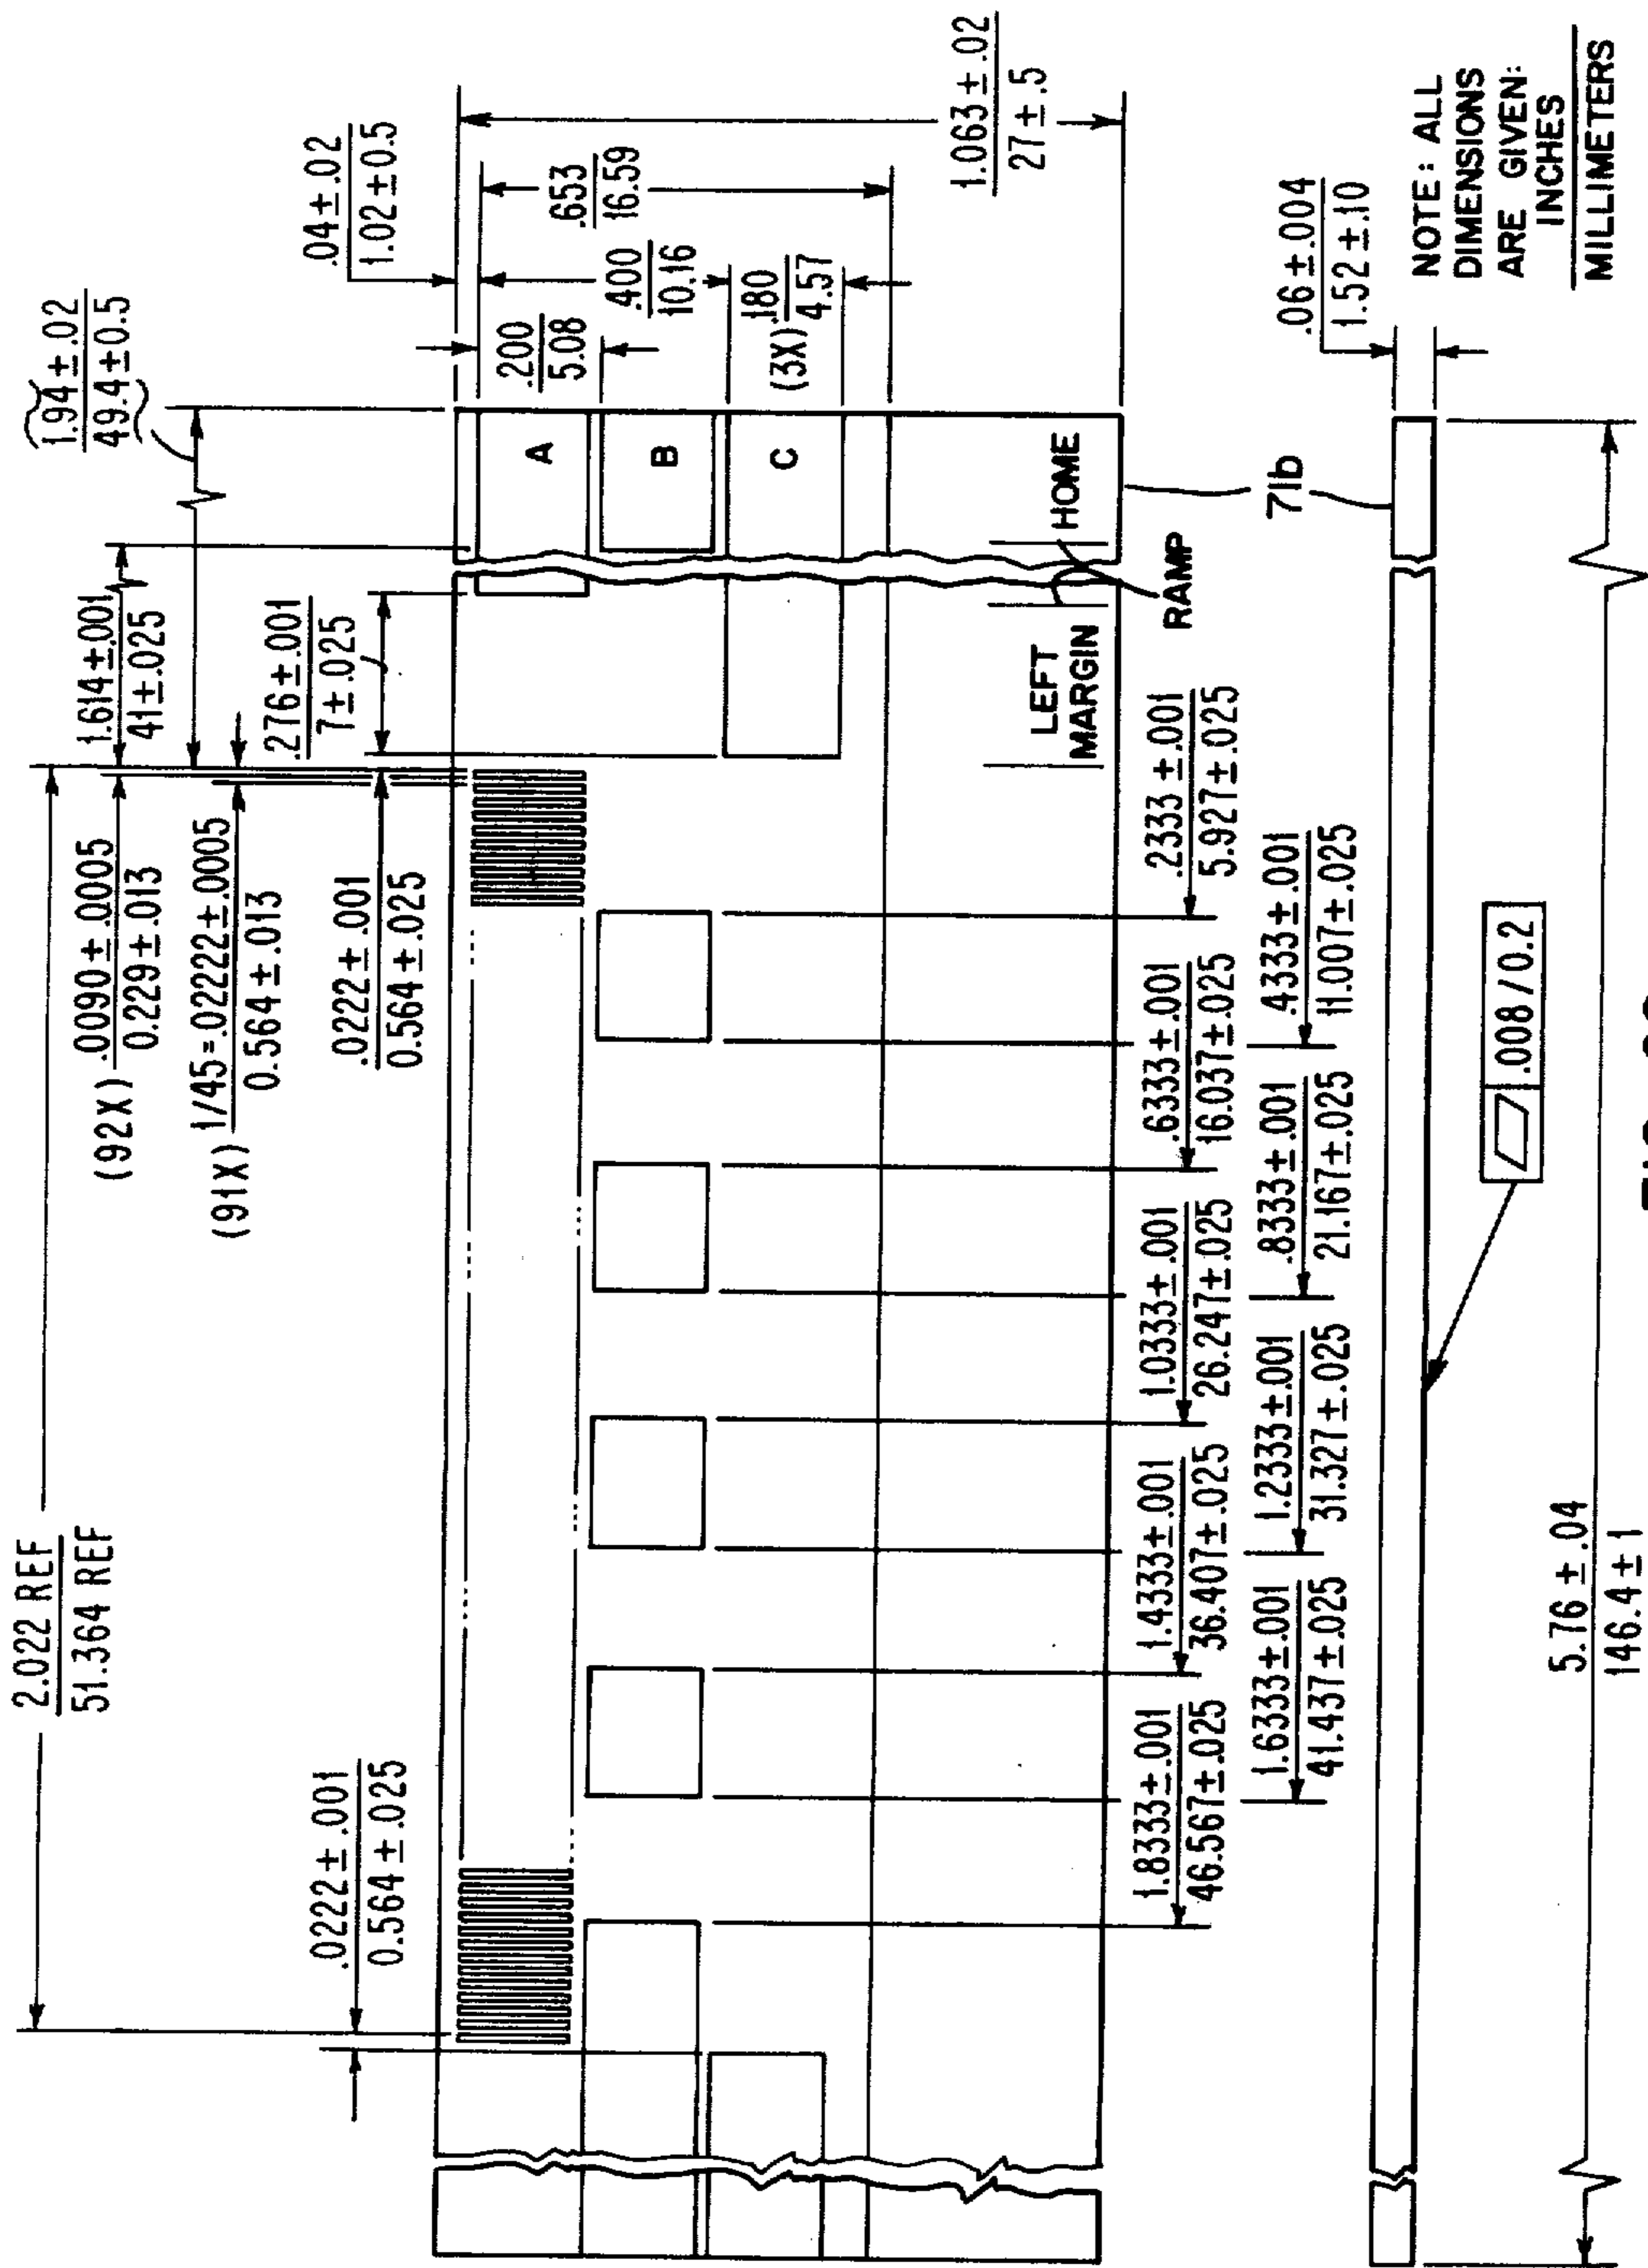 2.022 REF
51.364 REF
.0222 ± .001
0.564 ± .025
(92X) .0090 ± .0005
0.229 ± .013
(91X) 1/45 = .0222 ± .0005
0.564 ± .013
.0222 ± .001
0.564 ± .025
1.614 ± .001
41 ± .025
.276 ± .001
7 ± .025
1.94 ± .02
49.4 ± 0.5
.04 ± .02
1.02 ± 0.5
.653
16.59
.400
10.16
.200
5.08
(3X) .180
4.57
1.063 ± .02
27 ± .5
A
B
C
HOME
RAMP
LEFT
MARGIN
71b
1.8333 ± .001
46.567 ± .025
1.4333 ± .001
36.407 ± .025
1.0333 ± .001
26.247 ± .025
.6333 ± .001
16.037 ± .025
.2333 ± .001
5.927 ± .025
1.6333 ± .001
41.437 ± .025
1.2333 ± .001
31.327 ± .025
.8333 ± .001
21.167 ± .025
.4333 ± .001
11.007 ± .025
.06 ± .004
1.52 ± .10
.008 / 0.2
5.76 ± .04
146.4 ± 1
NOTE: ALL
DIMENSIONS
ARE GIVEN:
INCHES
MILLIMETERS